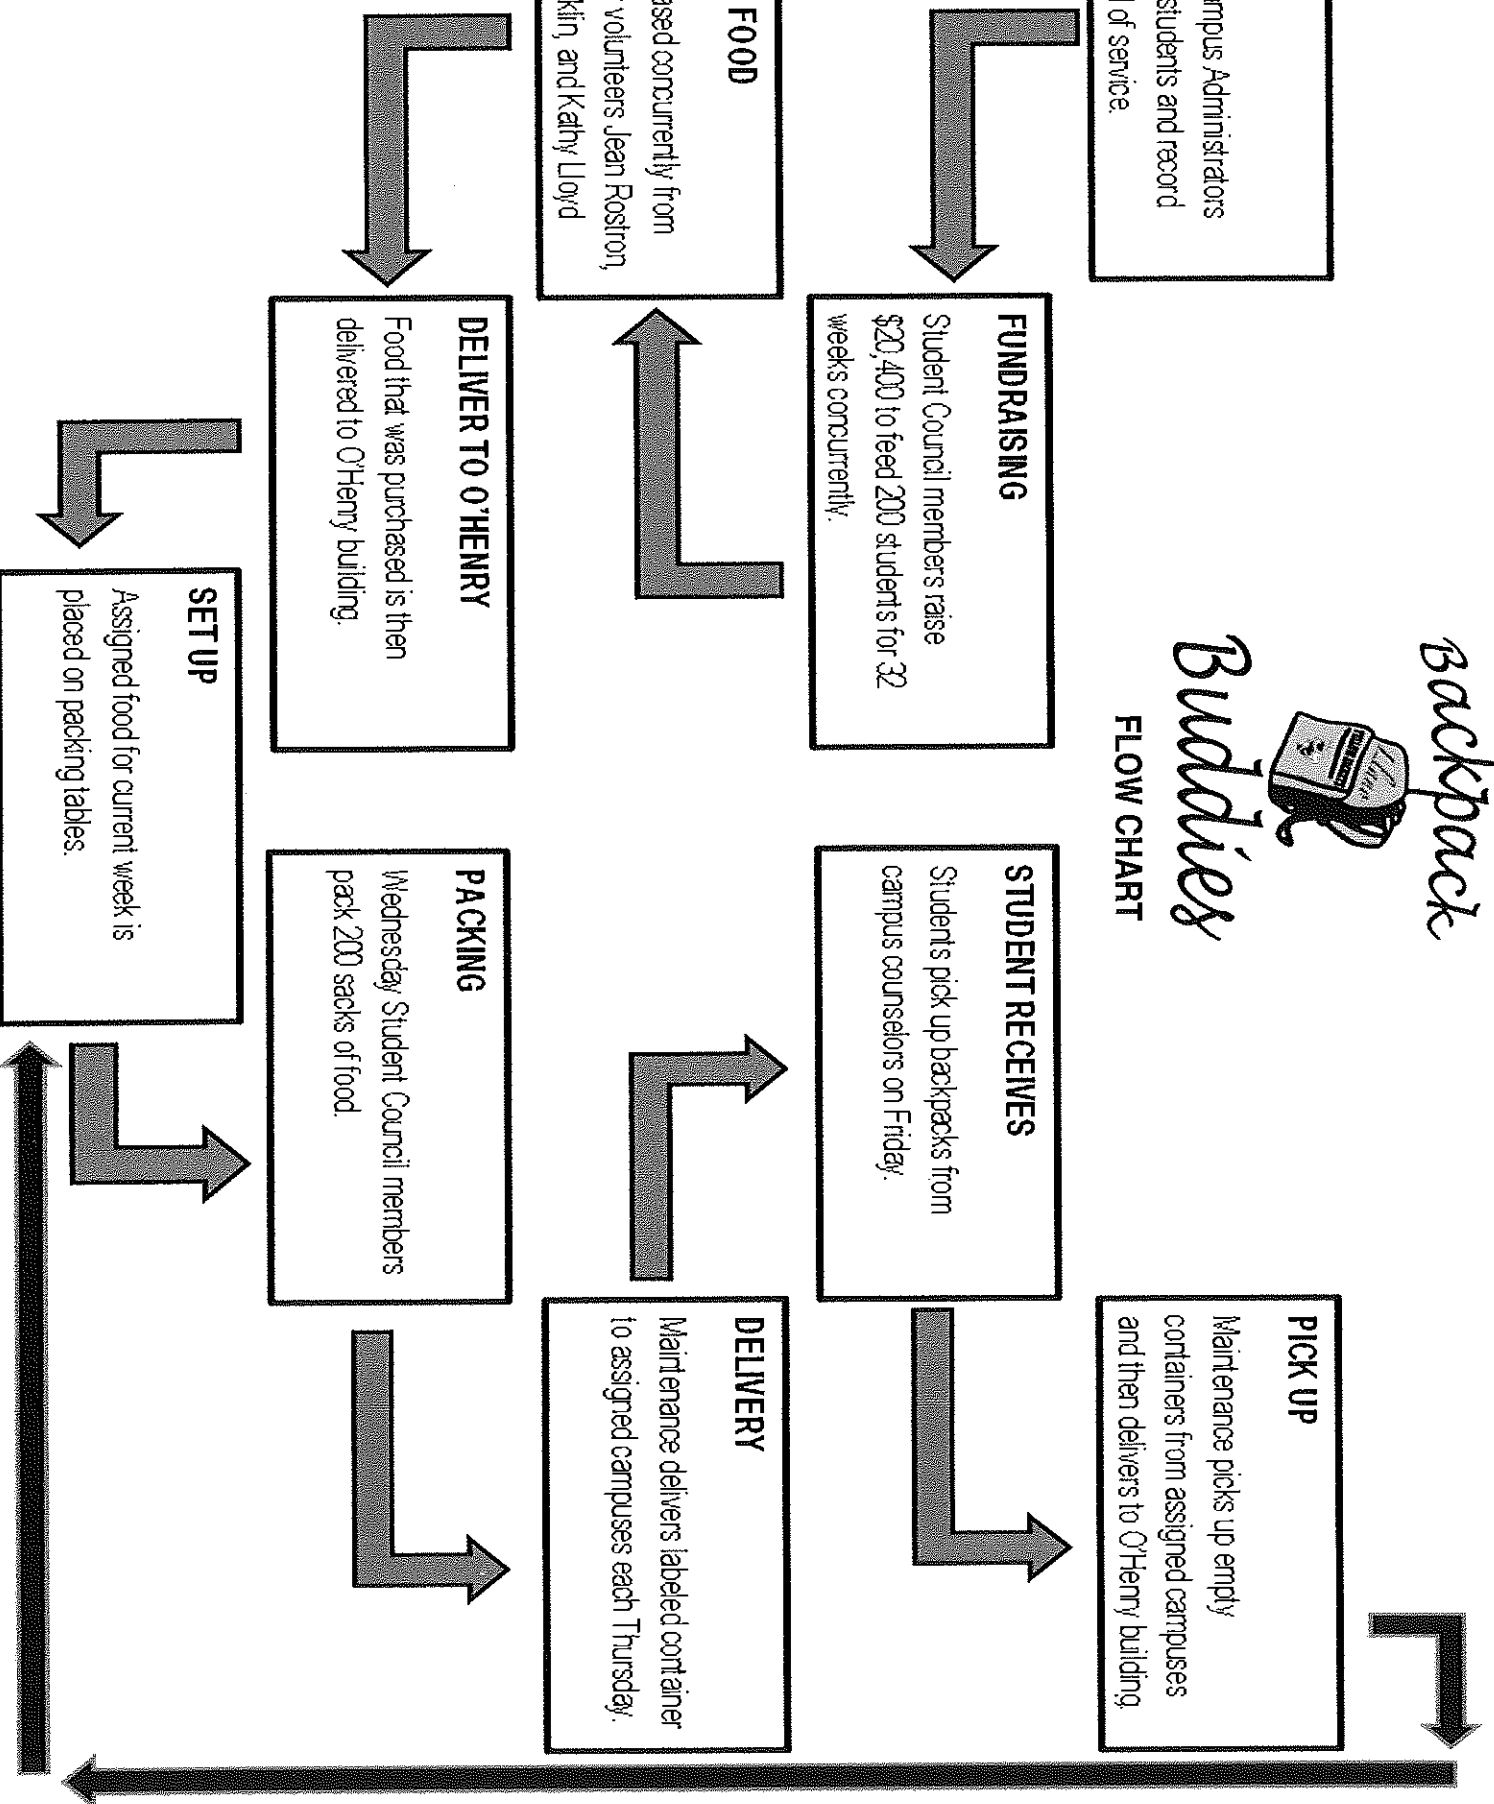 Backpack
Buddies
FLOW CHART
ampus Administrators
students and record
of service.
FUNDRAISING
Student Council members raise
$20,400 to feed 200 students for 32
weeks concurrently.
FOOD
ased concurrently from
volunteers Jean Rostron,
klin, and Kathy Lloyd
DELIVER TO O'HENRY
Food that was purchased is then
delivered to O'Henry building.
SET UP
Assigned food for current week is
placed on packing tables.
PACKING
Wednesday Student Council members
pack 200 sacks of food.
DELIVERY
Maintenance delivers labeled container
to assigned campuses each Thursday.
STUDENT RECEIVES
Students pick up backpacks from
campus counselors on Friday.
PICK UP
Maintenance picks up empty
containers from assigned campuses
and then delivers to O'Henry building.